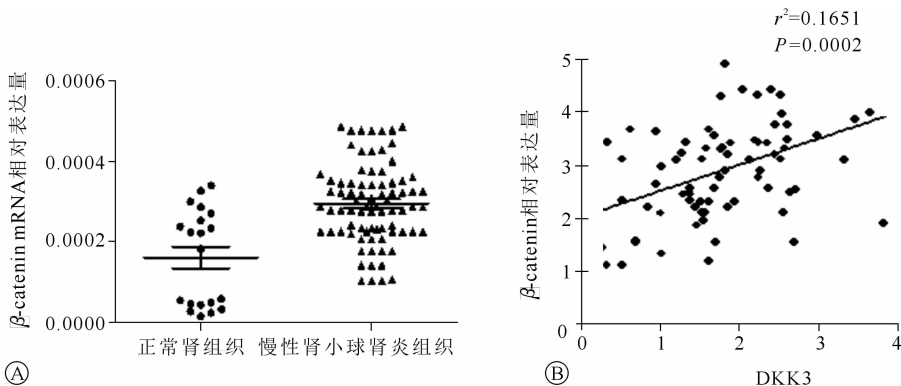 β-catenin mRNA相对表达量
0.0006
0.0004
0.0002
0.0000
正常肾组织
慢性肾小球肾炎组织
A
r²=0.1651
P=0.0002
β-catenin相对表达量
5
4
3
2
1
0
0 1 2 3 4
DKK3
B